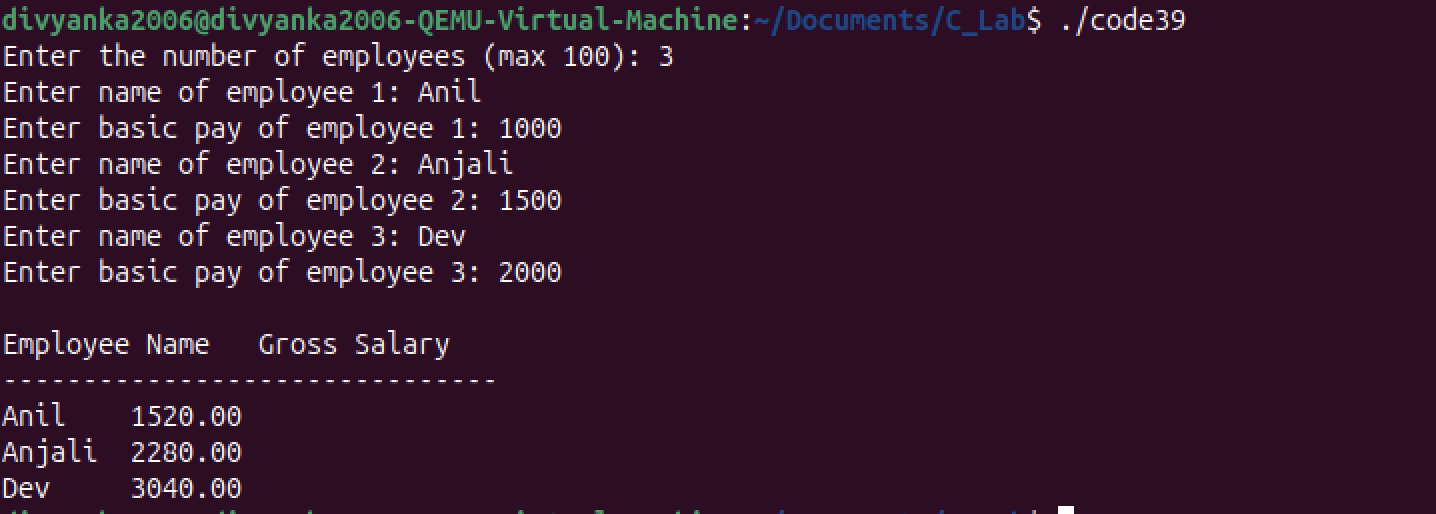 divyanka2006@divyanka2006-QEMU-Virtual-Machine:~/Documents/C_Lab$ ./code39
Enter the number of employees (max 100): 3
Enter name of employee 1: Anil
Enter basic pay of employee 1: 1000
Enter name of employee 2: Anjali
Enter basic pay of employee 2: 1500
Enter name of employee 3: Dev
Enter basic pay of employee 3: 2000
Employee Name   Gross Salary
-------------------------------
Anil    1520.00
Anjali  2280.00
Dev     3040.00